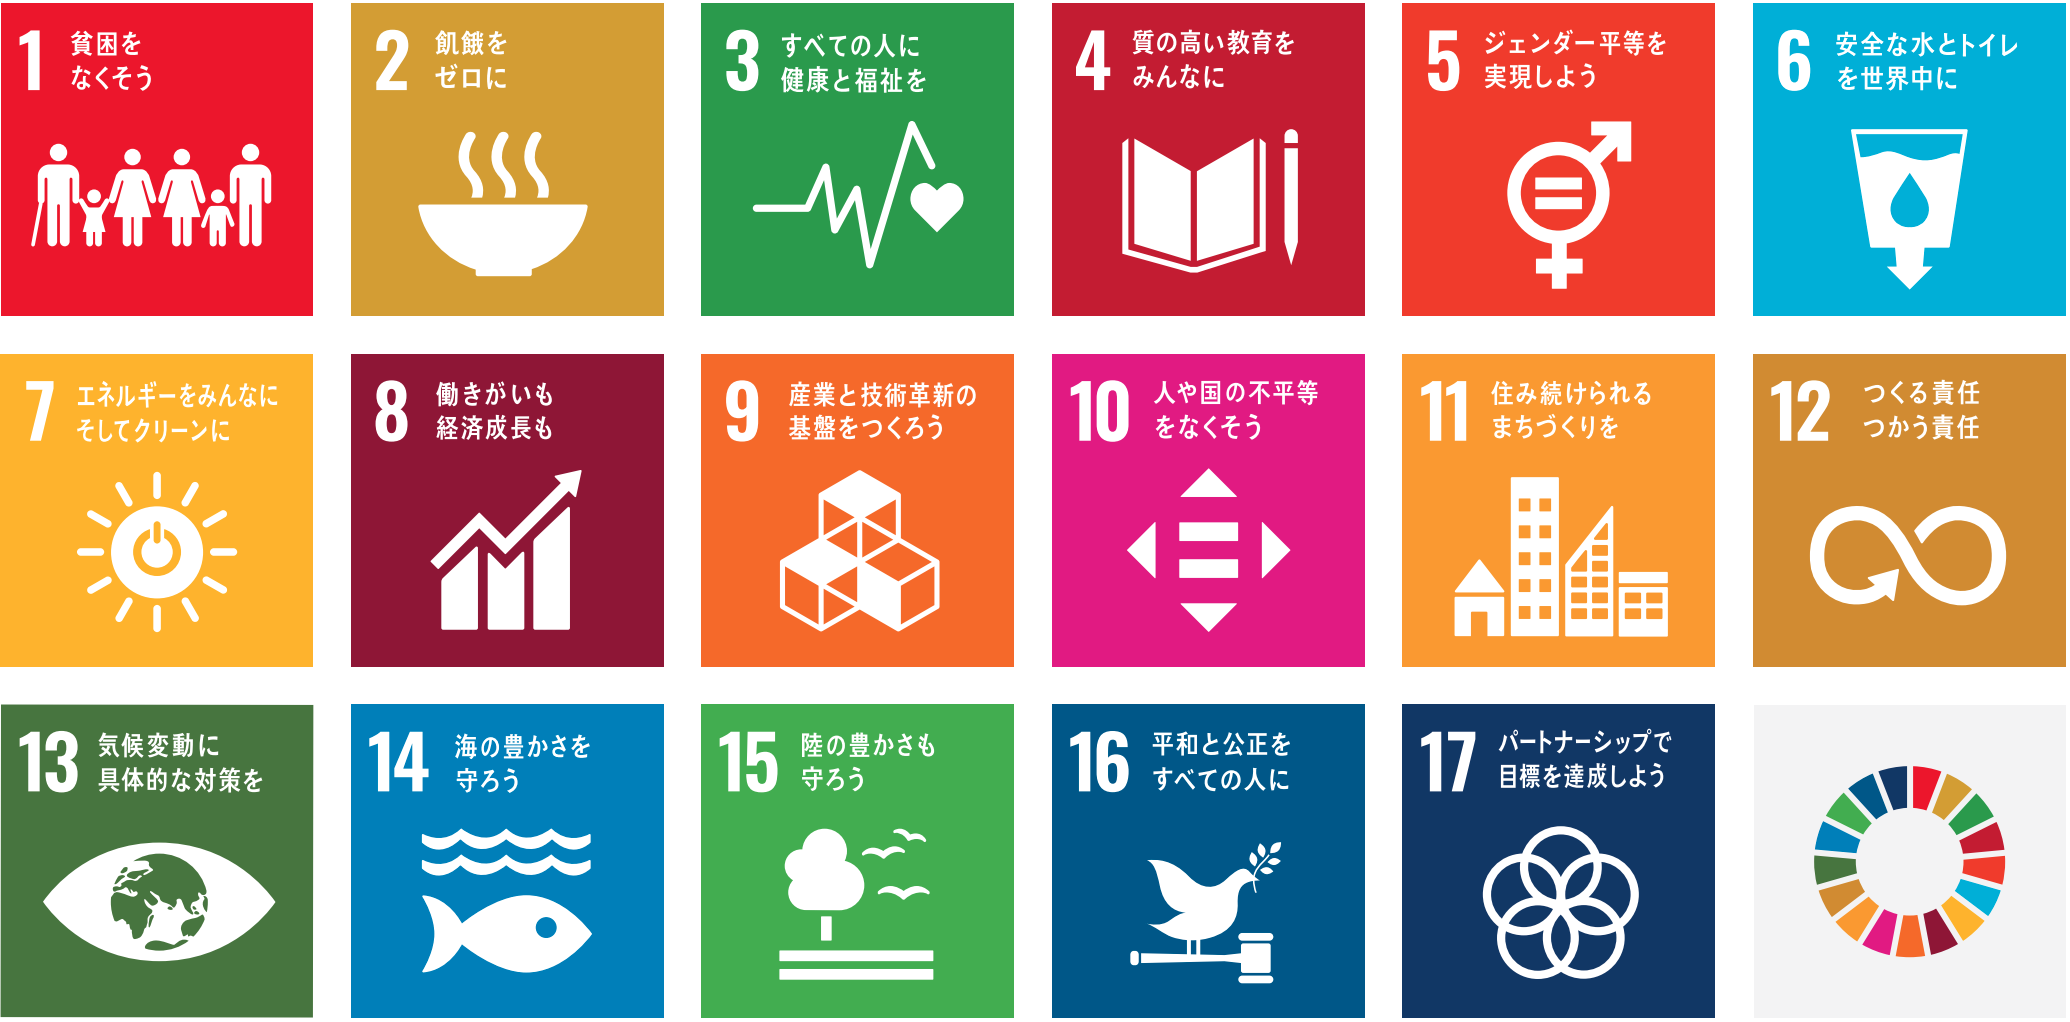 1 貧困を
なくそう
2 飢餓を
ゼロに
3 すべての人に
健康と福祉を
4 質の高い教育を
みんなに
5 ジェンダー平等を
実現しよう
6 安全な水とトイレ
を世界中に
7 エネルギーをみんなに
そしてクリーンに
8 働きがいも
経済成長も
9 産業と技術革新の
基盤をつくろう
10 人や国の不平等
をなくそう
11 住み続けられる
まちづくりを
12 つくる責任
つかう責任
13 気候変動に
具体的な対策を
14 海の豊かさを
守ろう
15 陸の豊かさも
守ろう
16 平和と公正を
すべての人に
17 パートナーシップで
目標を達成しよう